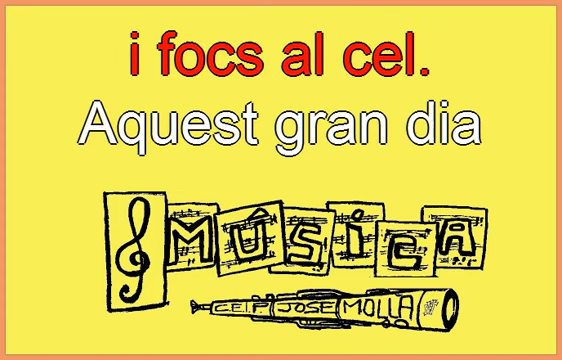 i focs al cel.
Aquest gran dia
MÚSICA
C.E.I.P JOSE MOLLA